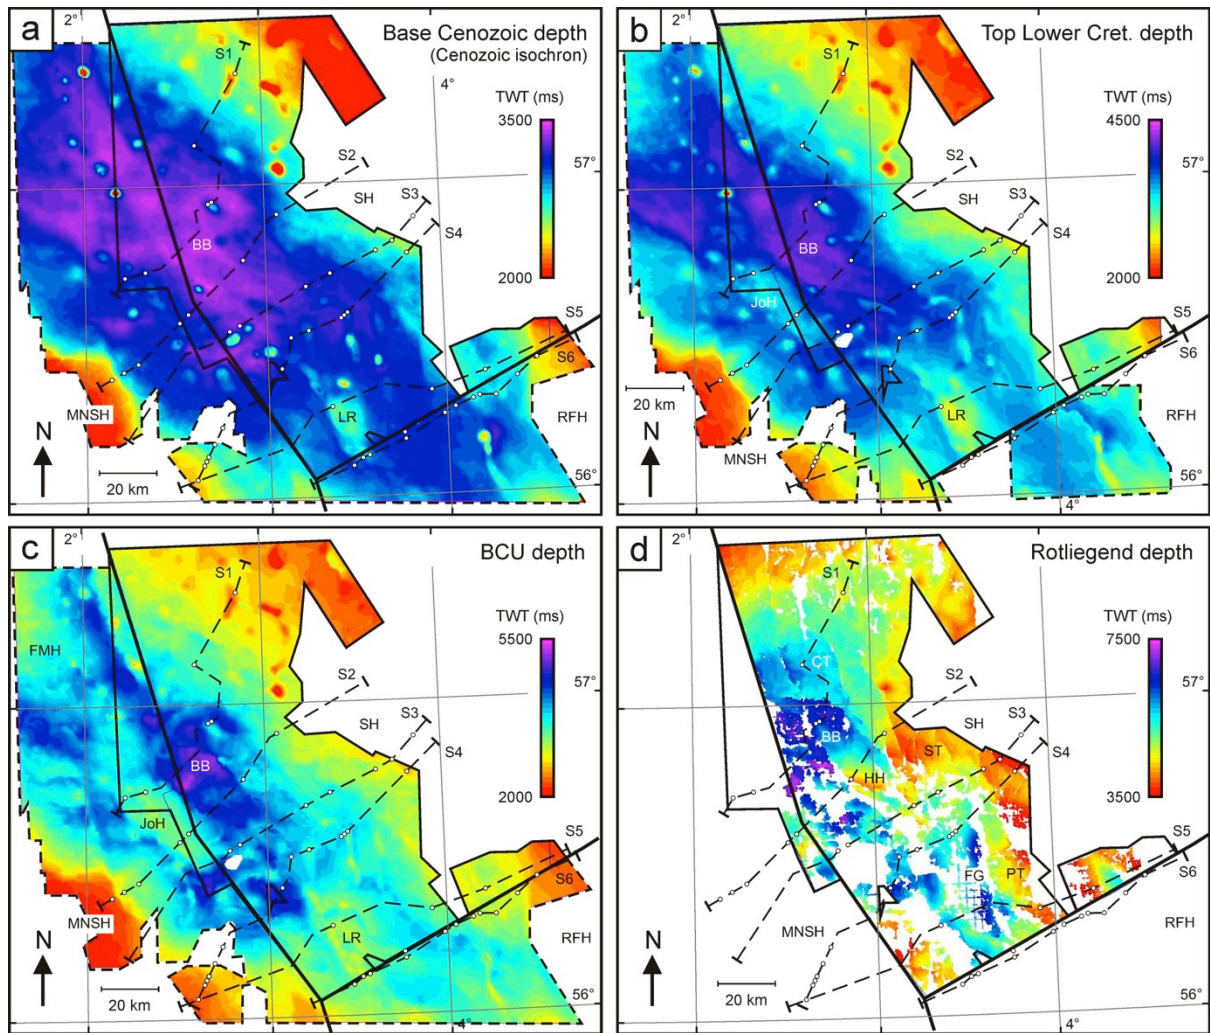 a
2°
Base Cenozoic depth
(Cenozoic isochron)
S1
4°
TWT (ms)
3500
57°
2000
S2
SH
S3
S4
BB
S5
S6
MNSH
LR
RFH
N
20 km
56°
b
2°
Top Lower Cret. depth
S1
TWT (ms)
4500
57°
2000
S2
SH
S3
S4
BB
JoH
S5
S6
20 km
LR
RFH
MNSH
N
56°
4°
c
2°
BCU depth
S1
TWT (ms)
5500
57°
2000
FMH
S2
SH
S3
S4
BB
JoH
S5
S6
MNSH
LR
RFH
N
20 km
56°
4°
d
2°
Rotliegend depth
S1
TWT (ms)
7500
57°
3500
CT
S2
SH
S3
S4
BB
ST
HH
S5
S6
FG
PT
MNSH
RFH
N
20 km
56°
4°